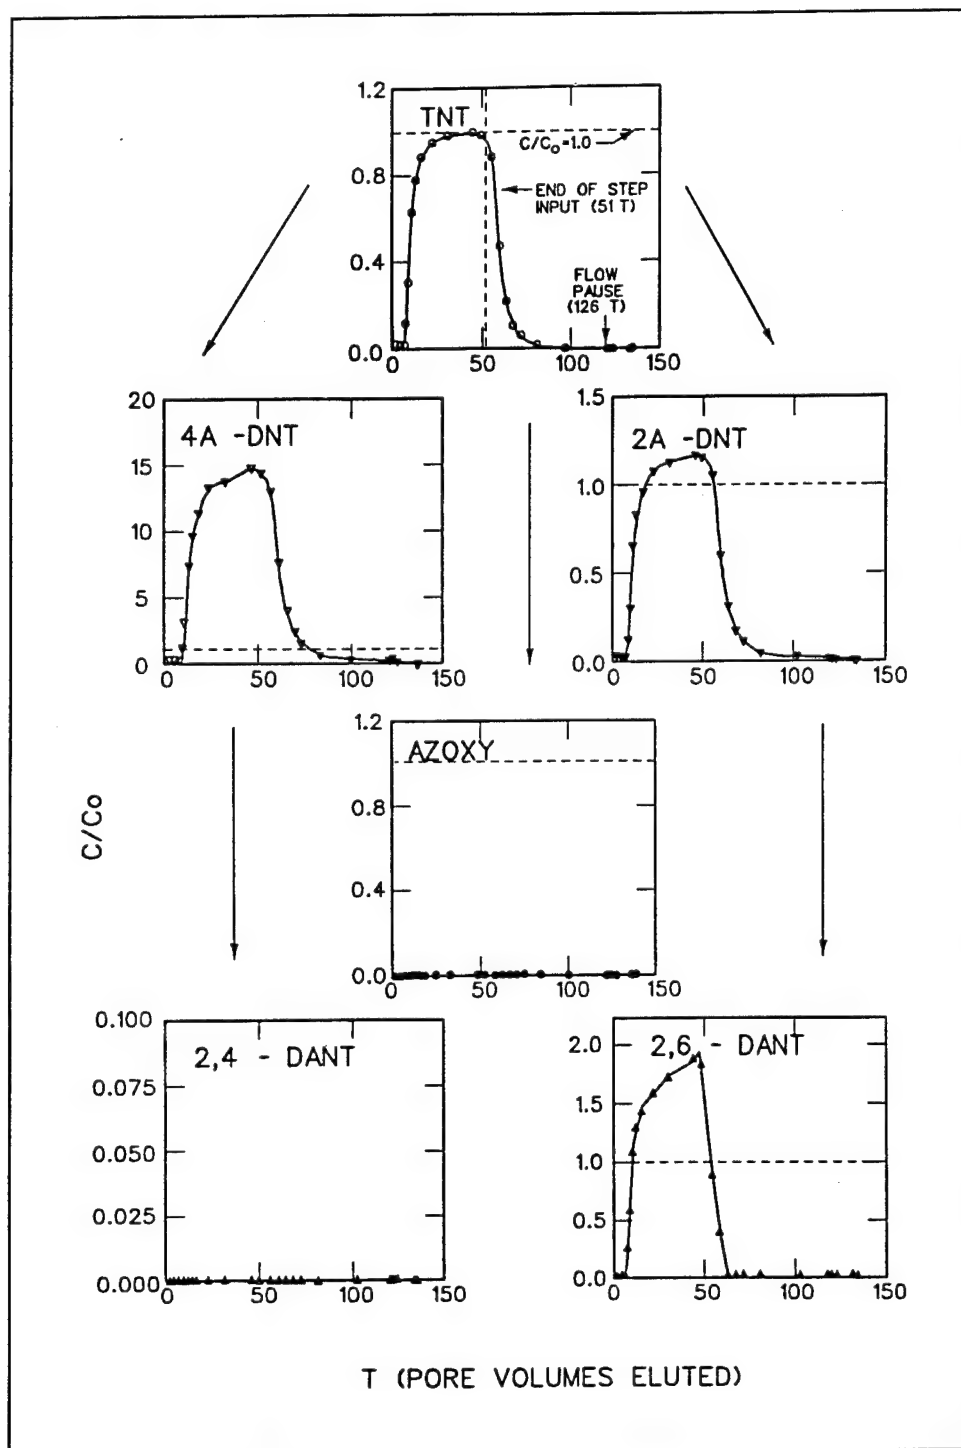 1.2
TNT
C/Co=1.0
0.8
END OF STEP
INPUT (51 T)
0.4
FLOW
PAUSE
(126 T)
0.0
0 50 100 150
20
4A -DNT
15
10
5
0
0 50 100 150
1.5
2A -DNT
1.0
0.5
0.0
0 50 100 150
1.2
AZOXY
0.8
0.4
0.0
0 50 100 150
C/Co
0.100
2,4 - DANT
0.075
0.050
0.025
0.000
0 50 100 150
2,6 - DANT
2.0
1.5
1.0
0.5
0.0
0 50 100 150
T (PORE VOLUMES ELUTED)